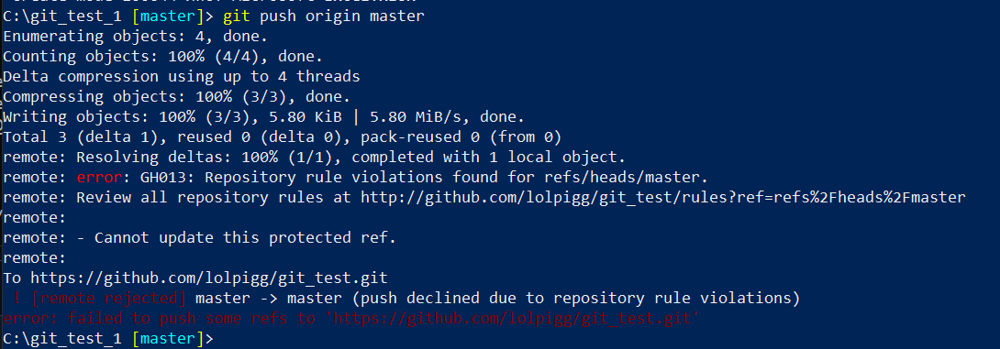 C:\git_test_1 [master]> git push origin master
Enumerating objects: 4, done.
Counting objects: 100% (4/4), done.
Delta compression using up to 4 threads
Compressing objects: 100% (3/3), done.
Writing objects: 100% (3/3), 5.80 KiB | 5.80 MiB/s, done.
Total 3 (delta 1), reused 0 (delta 0), pack-reused 0 (from 0)
remote: Resolving deltas: 100% (1/1), completed with 1 local object.
remote: error: GH013: Repository rule violations found for refs/heads/master.
remote: Review all repository rules at http://github.com/lolpigg/git_test/rules?ref=refs%2Fheads%2Fmaster
remote:
remote: - Cannot update this protected ref.
remote:
To https://github.com/lolpigg/git_test.git
 ! [remote rejected] master -> master (push declined due to repository rule violations)
error: failed to push some refs to 'https://github.com/lolpigg/git_test.git'
C:\git_test_1 [master]>